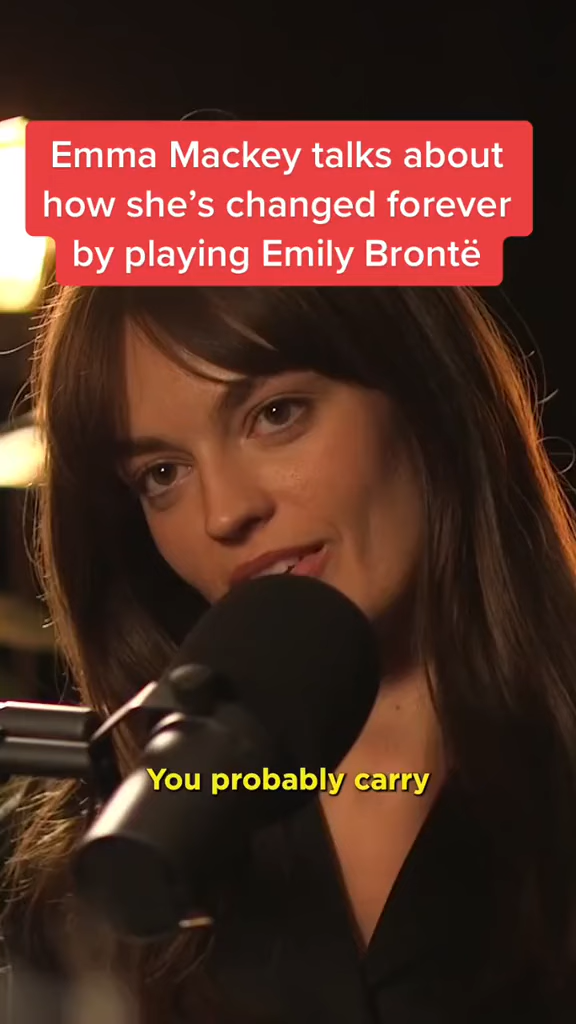 Emma Mackey talks about
how she’s changed forever
by playing Emily Brontë
You probably carry